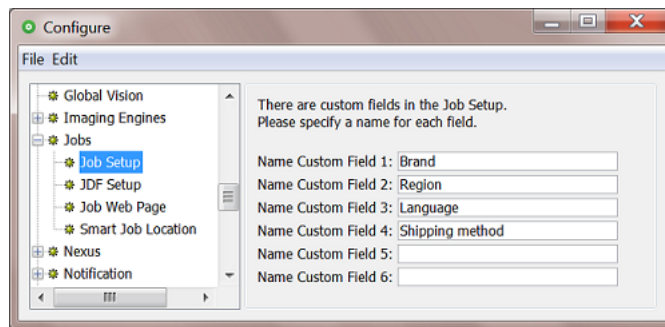 Configure
File Edit
Global Vision
Imaging Engines
Jobs
Job Setup
JDF Setup
Job Web Page
Smart Job Location
Nexus
Notification
There are custom fields in the Job Setup.
Please specify a name for each field.
Name Custom Field 1: Brand
Name Custom Field 2: Region
Name Custom Field 3: Language
Name Custom Field 4: Shipping method
Name Custom Field 5:
Name Custom Field 6: